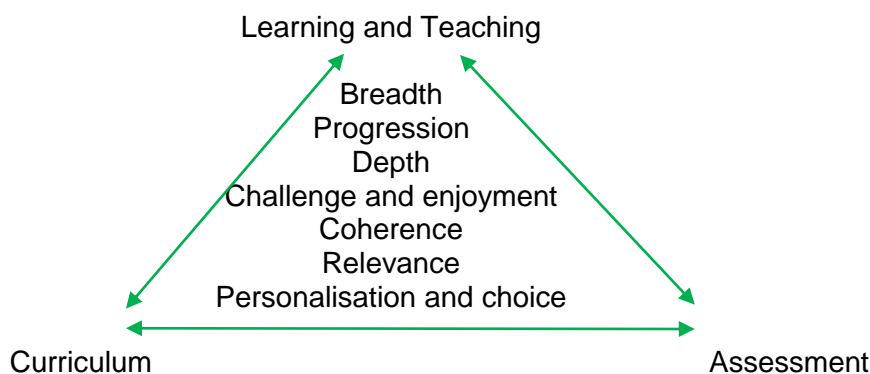 Learning and Teaching
Breadth
Progression
Depth
Challenge and enjoyment
Coherence
Relevance
Personalisation and choice
Curriculum
Assessment